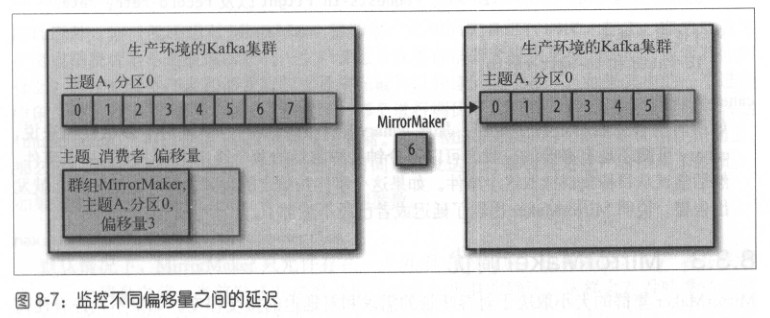 生产环境的Kafka集群
主题A, 分区0
0 1 2 3 4 5 6 7
主题_消费者_偏移量
群组MirrorMaker,
主题A, 分区0,
偏移量3
MirrorMaker
6
生产环境的Kafka集群
主题A, 分区0
0 1 2 3 4 5
图 8-7：监控不同偏移量之间的延迟